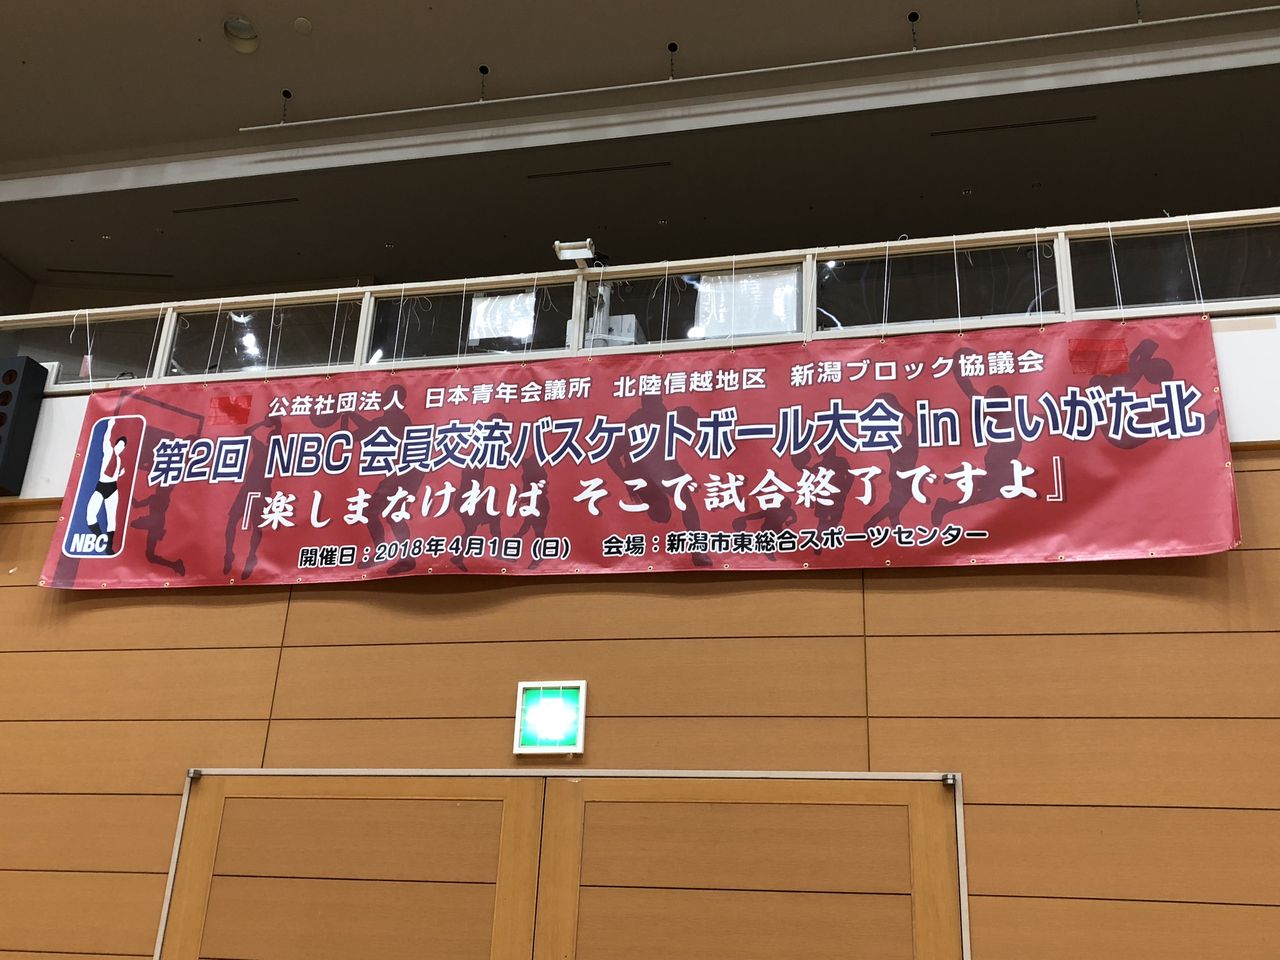 公益社団法人 日本青年会議所 北陸信越地区 新潟ブロック協議会
第2回 NBC 会員交流バスケットボール大会 in にいがた北
『楽しまなければ そこで試合終了ですよ』
開催日：2018年4月1日（日） 会場：新潟市東総合スポーツセンター
NBC